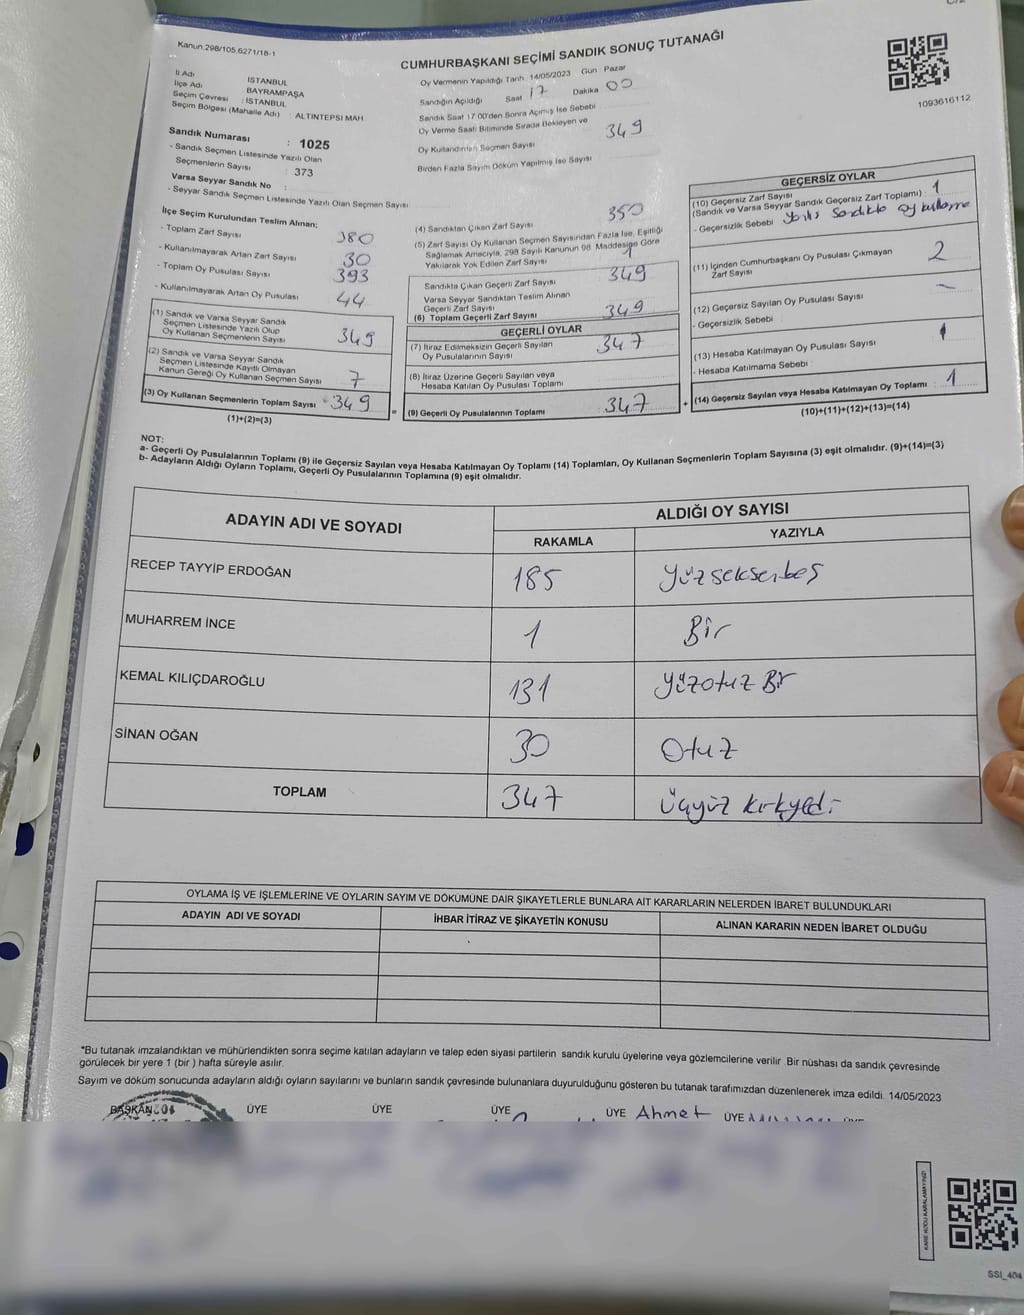 Kanun.298/105,6271/18-1
CUMHURBAŞKANI SEÇİMİ SANDIK SONUÇ TUTANAĞI
1093616112
İl Adı : İSTANBUL
İlçe Adı : BAYRAMPAŞA
Seçim Çevresi : İSTANBUL
Seçim Bölgesi (Mahalle Adı) : ALTINTEPSİ MAH.
Sandık Numarası : 1025
- Sandık Seçmen Listesinde Yazılı Olan
Seçmenlerin Sayısı : 373
Varsa Seyyar Sandık No :
- Seyyar Sandık Seçmen Listesinde Yazılı Olan Seçmen Sayısı :
Oy Vermenin Yapıldığı Tarih 14/05/2023 Gün : Pazar
Sandığın Açıldığı Saat 17 Dakika 00
Sandık Saat 17:00'den Sonra Açılmış İse Sebebi
Oy Verme Saati Bitiminde Sırada Bekleyen ve
Oy Kullandırılan Seçmen Sayısı 349
Birden Fazla Sayım Döküm Yapılmış İse Sayısı
İlçe Seçim Kurulundan Teslim Alınan;
- Toplam Zarf Sayısı 380
- Kullanılmayarak Artan Zarf Sayısı 30
- Toplam Oy Pusulası Sayısı 393
- Kullanılmayarak Artan Oy Pusulası 44
(1) Sandık ve Varsa Seyyar Sandık
Seçmen Listesinde Yazılı Olup
Oy Kullanan Seçmenlerin Sayısı 349
(2) Sandık ve Varsa Seyyar Sandık
Seçmen Listesinde Kayıtlı Olmayan
Kanun Gereği Oy Kullanan Seçmen Sayısı 7
(3) Oy Kullanan Seçmenlerin Toplam Sayısı 349
(1)+(2)=(3)
(4) Sandıktan Çıkan Zarf Sayısı 350
(5) Zarf Sayısı Oy Kullanan Seçmen Sayısından Fazla İse, Eşitliği
Sağlamak Amacıyla, 298 Sayılı Kanunun 98. Maddesine Göre
Yakılarak Yok Edilen Zarf Sayısı 1
Sandıkta Çıkan Geçerli Zarf Sayısı 349
Varsa Seyyar Sandıktan Teslim Alınan
Geçerli Zarf Sayısı
(6) Toplam Geçerli Zarf Sayısı 349
GEÇERLİ OYLAR
(7) İtiraz Edilmeksizin Geçerli Sayılan
Oy Pusulalarının Sayısı 347
(8) İtiraz Üzerine Geçerli Sayılan veya
Hesaba Katılan Oy Pusulası Toplamı
= (9) Geçerli Oy Pusulalarının Toplamı 347 +
GEÇERSİZ OYLAR
(10) Geçersiz Zarf Sayısı
(Sandık ve Varsa Seyyar Sandık Geçersiz Zarf Toplamı) 1
- Geçersizlik Sebebi sandıkta oy
(11) İçinden Cumhurbaşkanı Oy Pusulası Çıkmayan
Zarf Sayısı 2
(12) Geçersiz Sayılan Oy Pusulası Sayısı –
- Geçersizlik Sebebi
(13) Hesaba Katılmayan Oy Pusulası Sayısı 1
- Hesaba Katılmama Sebebi
(14) Geçersiz Sayılan veya Hesaba Katılmayan Oy Toplamı : 1
(10)+(11)+(12)+(13)=(14)
NOT:
a- Geçerli Oy Pusulalarının Toplamı (9) ile Geçersiz Sayılan veya Hesaba Katılmayan Oy Toplamı (14) Toplamları, Oy Kullanan Seçmenlerin Toplam Sayısına (3) eşit olmalıdır. (9)+(14)=(3)
b- Adayların Aldığı Oyların Toplamı, Geçerli Oy Pusulalarının Toplamına (9) eşit olmalıdır.
ADAYIN ADI VE SOYADI
ALDIĞI OY SAYISI
RAKAMLA YAZIYLA
RECEP TAYYİP ERDOĞAN 185 Yüzseksenbeş
MUHARREM İNCE 1 Bir
KEMAL KILIÇDAROĞLU 131 Yüzotuz Bir
SİNAN OĞAN 30 Otuz
TOPLAM 347 Üçyüz kırkyedi
OYLAMA İŞ VE İŞLEMLERİNE VE OYLARIN SAYIM VE DÖKÜMÜNE DAİR ŞİKAYETLERLE BUNLARA AİT KARARLARIN NELERDEN İBARET BULUNDUKLARI
ADAYIN ADI VE SOYADI İHBAR İTİRAZ VE ŞİKAYETİN KONUSU ALINAN KARARIN NEDEN İBARET OLDUĞU
*Bu tutanak imzalandıktan ve mühürlendikten sonra seçime katılan adayların ve talep eden siyasi partilerin sandık kurulu üyelerine veya gözlemcilerine verilir. Bir nüshası da sandık çevresinde
görülecek bir yere 1 (bir) hafta süreyle asılır.
Sayım ve döküm sonucunda adayların aldığı oyların sayılarını ve bunların sandık çevresinde bulunanlara duyurulduğunu gösteren bu tutanak tarafımızdan düzenlenerek imza edildi. 14/05/2023
BAŞKAN ÜYE ÜYE ÜYE ÜYE Ahmet ÜYE
KARE KODU KARALAMAYINIZ!
SSI_404